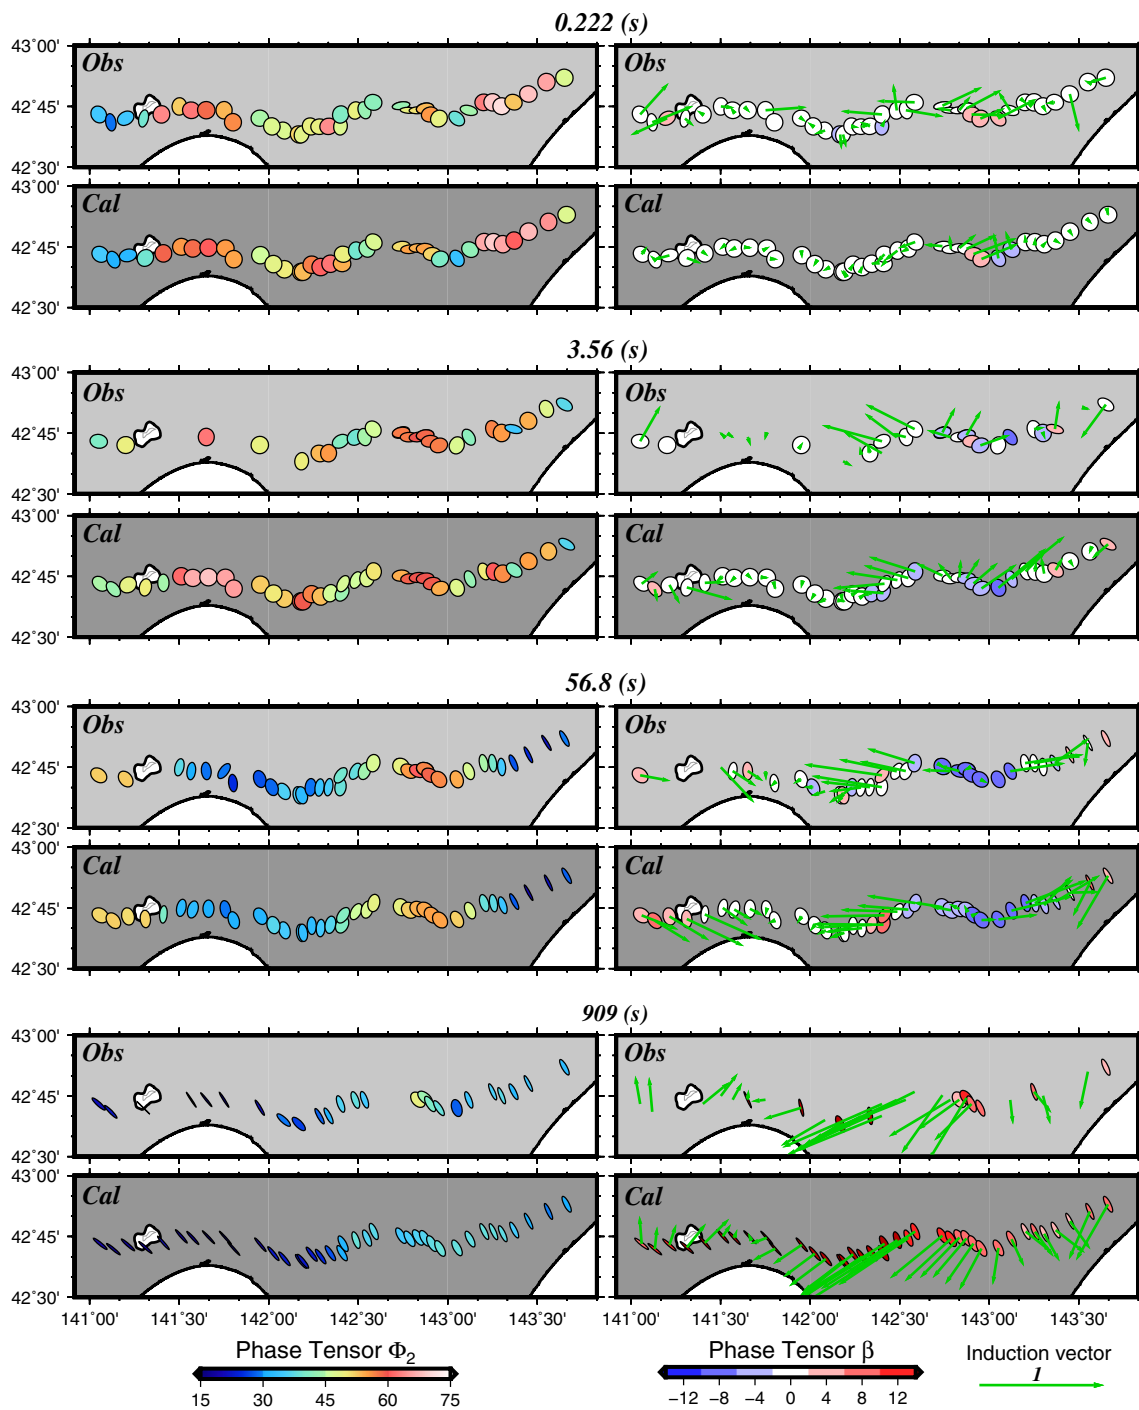 0.222 (s)
43°00'
Obs
Obs
42°45'
42°30'
43°00'
Cal
Cal
42°45'
42°30'
3.56 (s)
43°00'
Obs
Obs
42°45'
42°30'
43°00'
Cal
Cal
42°45'
42°30'
56.8 (s)
43°00'
Obs
Obs
42°45'
42°30'
43°00'
Cal
Cal
42°45'
42°30'
909 (s)
43°00'
Obs
Obs
42°45'
42°30'
43°00'
Cal
Cal
42°45'
42°30'
141°00' 141°30' 142°00' 142°30' 143°00' 143°30' 141°00' 141°30' 142°00' 142°30' 143°00' 143°30'
Phase Tensor Φ₂
15 30 45 60 75
Phase Tensor β
−12 −8 −4 0 4 8 12
Induction vector
1